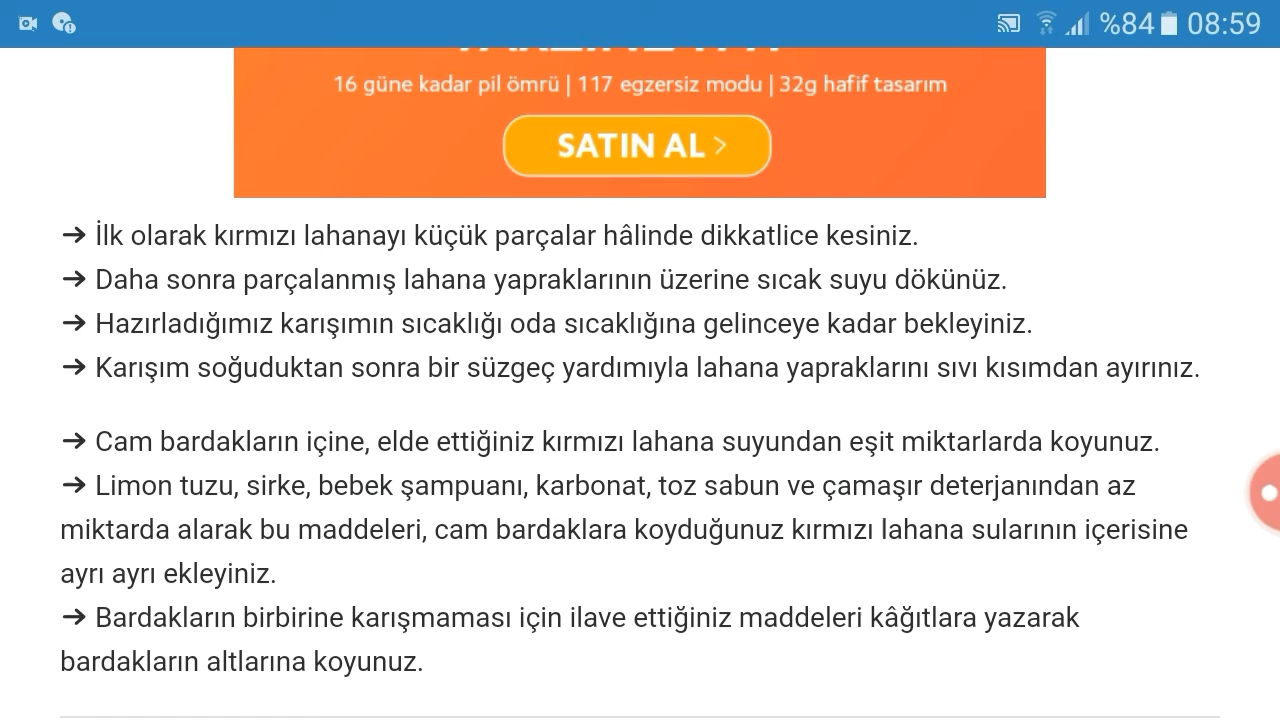 %84 08:59
16 güne kadar pil ömrü | 117 egzersiz modu | 32g hafif tasarım
SATIN AL >
→ İlk olarak kırmızı lahanayı küçük parçalar hâlinde dikkatlice kesiniz.
→ Daha sonra parçalanmış lahana yapraklarının üzerine sıcak suyu dökünüz.
→ Hazırladığımız karışımın sıcaklığı oda sıcaklığına gelinceye kadar bekleyiniz.
→ Karışım soğuduktan sonra bir süzgeç yardımıyla lahana yapraklarını sıvı kısımdan ayırınız.
→ Cam bardakların içine, elde ettiğiniz kırmızı lahana suyundan eşit miktarlarda koyunuz.
→ Limon tuzu, sirke, bebek şampuanı, karbonat, toz sabun ve çamaşır deterjanından az
miktarda alarak bu maddeleri, cam bardaklara koyduğunuz kırmızı lahana sularının içerisine
ayrı ayrı ekleyiniz.
→ Bardakların birbirine karışmaması için ilave ettiğiniz maddeleri kâğıtlara yazarak
bardakların altlarına koyunuz.